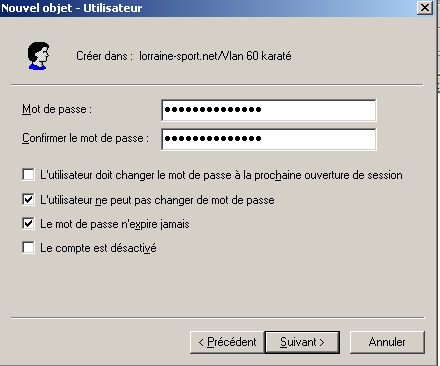 Nouvel objet - Utilisateur
Créer dans : lorraine-sport.net/Vlan 60 karaté
Mot de passe : ●●●●●●●●●●●●●●
Confirmer le mot de passe : ●●●●●●●●●●●●●●
L'utilisateur doit changer le mot de passe à la prochaine ouverture de session
L'utilisateur ne peut pas changer de mot de passe
Le mot de passe n'expire jamais
Le compte est désactivé
< Précédent Suivant > Annuler